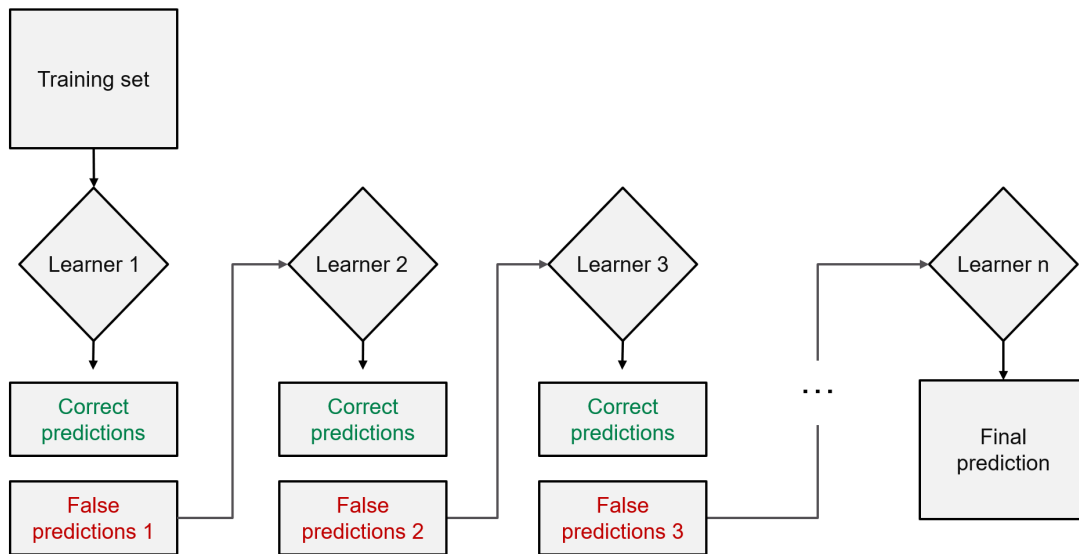 Training set
Learner 1
Learner 2
Learner 3
Learner n
Correct
predictions
Correct
predictions
Correct
predictions
...
Final
prediction
False
predictions 1
False
predictions 2
False
predictions 3